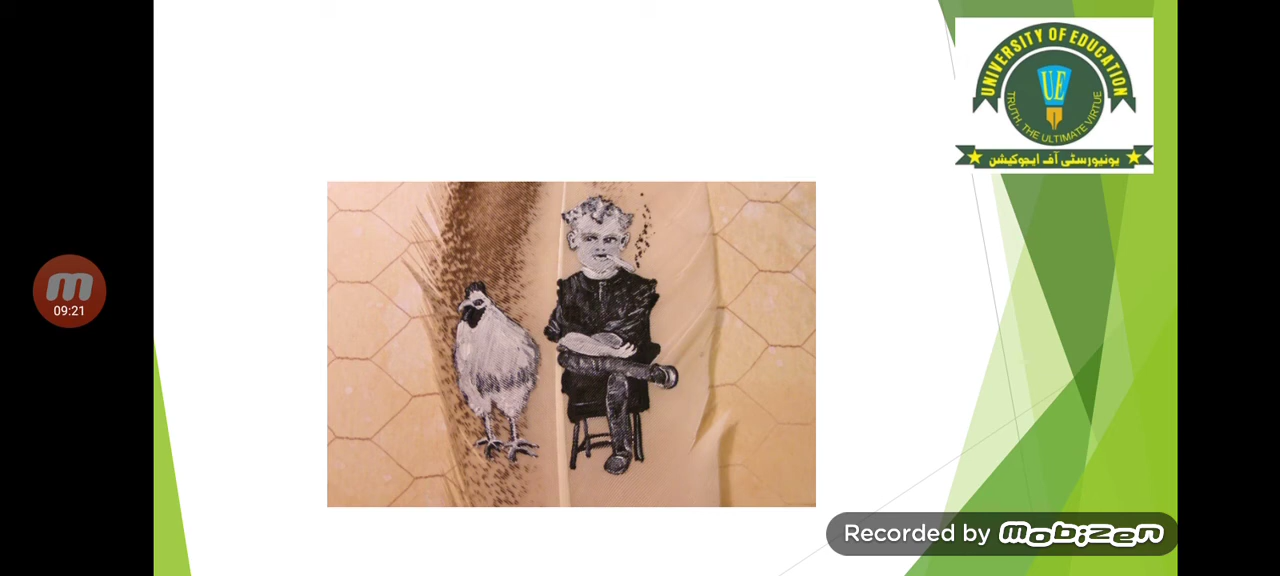 UNIVERSITY OF EDUCATION
UE
TRUTH, THE ULTIMATE VIRTUE
یونیورسٹی آف ایجوکیشن
m
09:21
Recorded by Mobizen